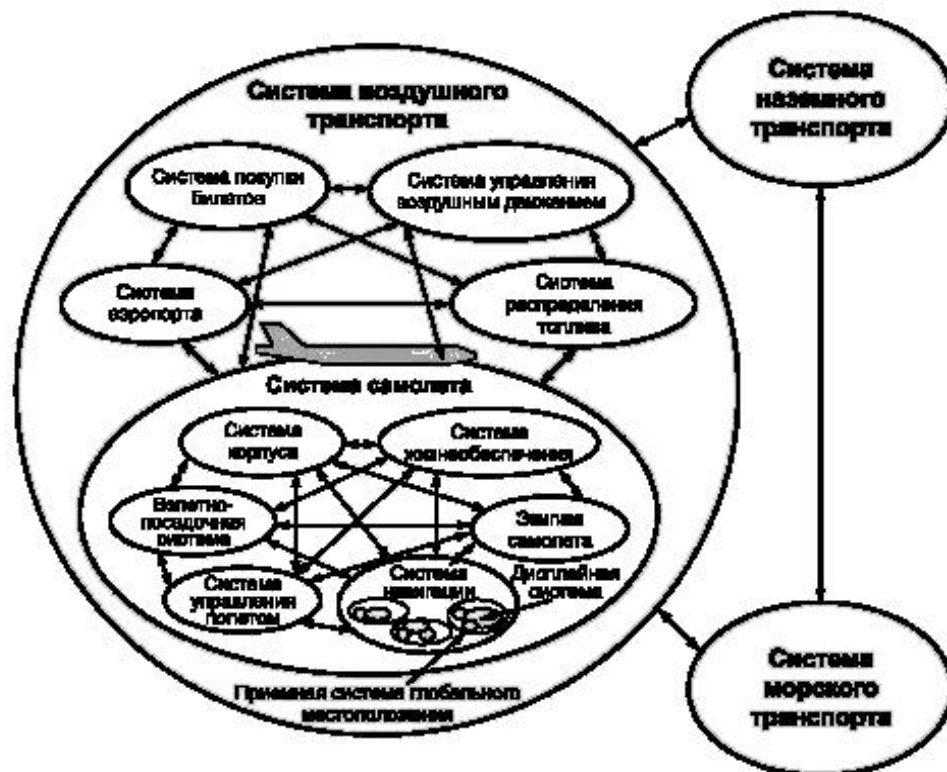 Система воздушного
транспорта
Система
наземного
транспорта
Система покупки
билетов
Система управления
воздушным движением
Система
аэропорта
Система
распределения
топлива
Система самолета
Система
корпуса
Система
жизнеобеспечения
Взлетно-
посадочная
система
самолета
Система
управления
полетом
Система
навигации
Дисплейная
система
Приемная система глобального
местоположения
Система
морского
транспорта